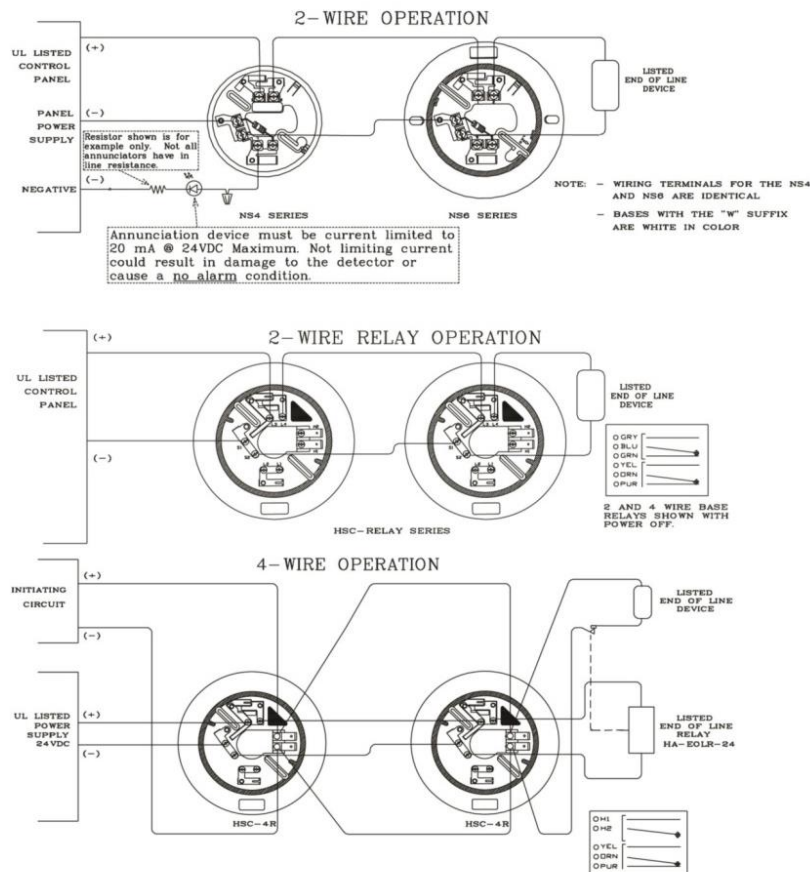 2-WIRE OPERATION
UL LISTED
CONTROL
PANEL
(+)
PANEL
POWER
SUPPLY
(-)
Resistor shown is for
example only. Not all
annunciators have in
line resistance.
NEGATIVE
(-)
NS4 SERIES
NS6 SERIES
LISTED
END OF LINE
DEVICE
NOTE: - WIRING TERMINALS FOR THE NS4
AND NS6 ARE IDENTICAL
- BASES WITH THE "W" SUFFIX
ARE WHITE IN COLOR
Annunciation device must be current limited to
20 mA @ 24VDC Maximum. Not limiting current
could result in damage to the detector or
cause a no alarm condition.
2-WIRE RELAY OPERATION
(+)
UL LISTED
CONTROL
PANEL
(-)
HSC-RELAY SERIES
LISTED
END OF LINE
DEVICE
GRY
BLU
GRN
YEL
ORN
PUR
2 AND 4 WIRE BASE
RELAYS SHOWN WITH
POWER OFF.
4-WIRE OPERATION
(+)
INITIATING
CIRCUIT
(-)
UL LISTED
POWER
SUPPLY
24VDC
(+)
(-)
HSC-4R
HSC-4R
LISTED
END OF LINE
DEVICE
LISTED
END OF LINE
RELAY
HA-EOLR-24
H1
H2
YEL
ORN
PUR